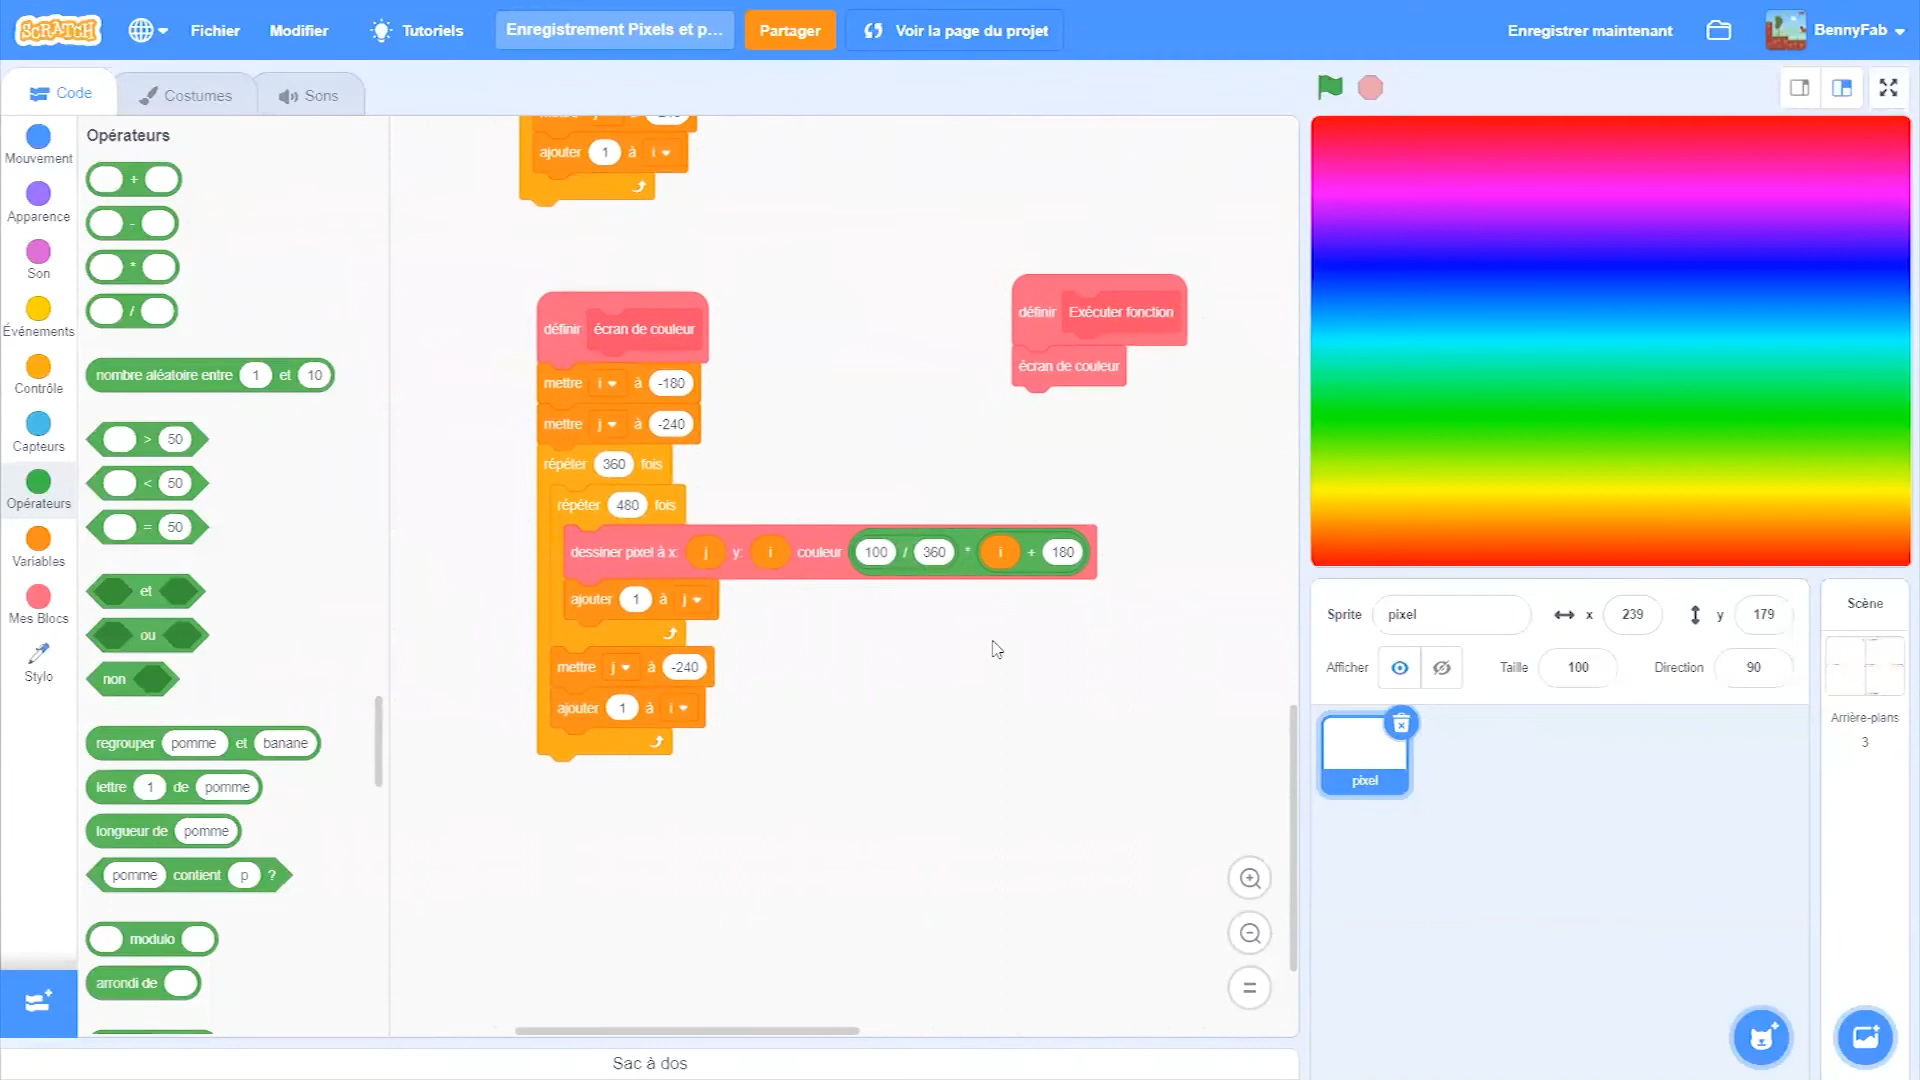 SCRATCH Fichier Modifier Tutoriels Enregistrement Pixels et p... Partager Voir la page du projet Enregistrer maintenant BennyFab
Code Costumes Sons
Mouvement
Apparence
Son
Événements
Contrôle
Capteurs
Opérateurs
Variables
Mes Blocs
Stylo
Opérateurs
+
-
*
/
nombre aléatoire entre 1 et 10
> 50
< 50
= 50
et
ou
non
regrouper pomme et banane
lettre 1 de pomme
longueur de pomme
pomme contient p ?
modulo
arrondi de
ajouter 1 à i
définir écran de couleur
mettre i à -180
mettre j à -240
répéter 360 fois
répéter 480 fois
dessiner pixel à x: j y: i couleur 100 / 360 * i + 180
ajouter 1 à j
mettre j à -240
ajouter 1 à i
définir Exécuter fonction
écran de couleur
Sac à dos
Sprite pixel x 239 y 179
Afficher Taille 100 Direction 90
pixel
Scène
Arrière-plans
3